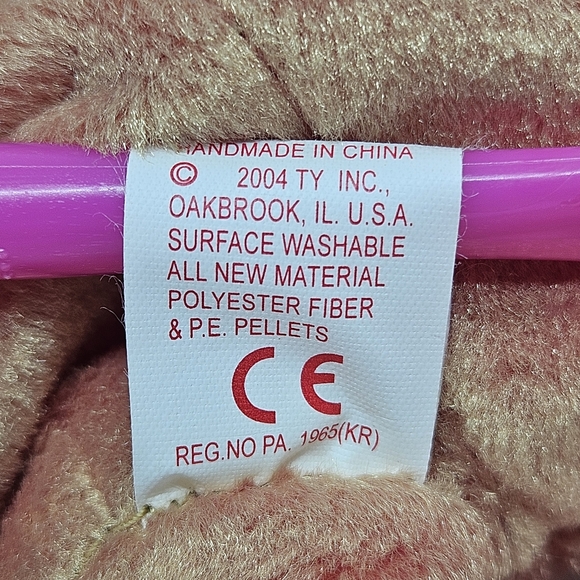 HANDMADE IN CHINA
© 2004 TY INC.,
OAKBROOK, IL. U.S.A.
SURFACE WASHABLE
ALL NEW MATERIAL
POLYESTER FIBER
& P.E. PELLETS
CE
REG.NO PA. 1965(KR)